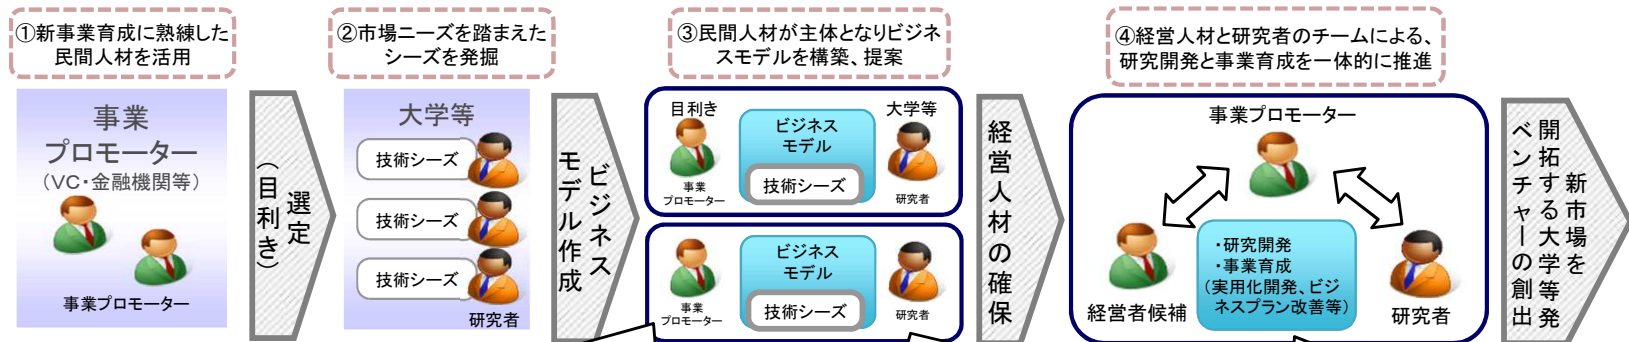 ①新事業育成に熟練した
民間人材を活用
②市場ニーズを踏まえた
シーズを発掘
③民間人材が主体となりビジネ
スモデルを構築、提案
④経営人材と研究者のチームによる、
研究開発と事業育成を一体的に推進
事業
プロモーター
(VC・金融機関等)
事業プロモーター
選定
(目利き)
大学等
技術シーズ
技術シーズ
技術シーズ
研究者
ビジネス
モデル作成
目利き
大学等
ビジネス
モデル
技術シーズ
事業
プロモーター
研究者
ビジネス
モデル
技術シーズ
事業
プロモーター
研究者
経営人材の確保
事業プロモーター
・研究開発
・事業育成
(実用化開発、ビジ
ネスプラン改善等)
経営者候補
研究者
新市場を
開拓する大学等発
ベンチャーの創出